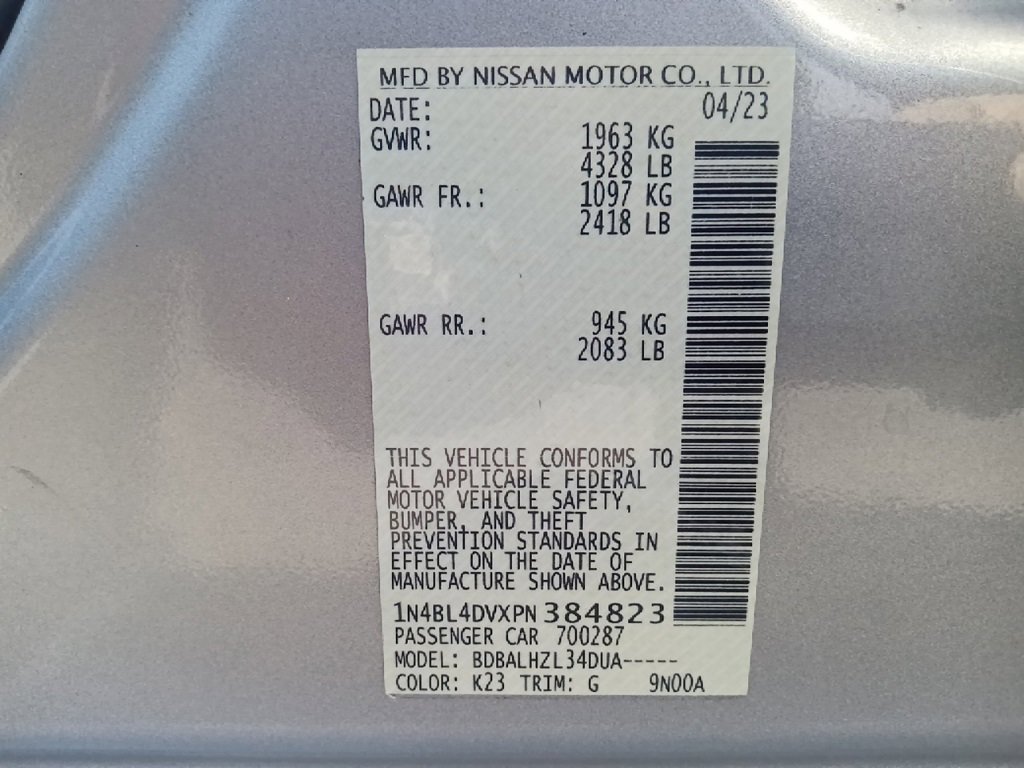 MFD BY NISSAN MOTOR CO., LTD.
DATE: 04/23
GVWR: 1963 KG
4328 LB
GAWR FR.: 1097 KG
2418 LB
GAWR RR.: 945 KG
2083 LB
THIS VEHICLE CONFORMS TO
ALL APPLICABLE FEDERAL
MOTOR VEHICLE SAFETY,
BUMPER, AND THEFT
PREVENTION STANDARDS IN
EFFECT ON THE DATE OF
MANUFACTURE SHOWN ABOVE.
1N4BL4DVXPN384823
PASSENGER CAR 700287
MODEL: BDBALHZL34DUA-----
COLOR: K23 TRIM: G 9N00A